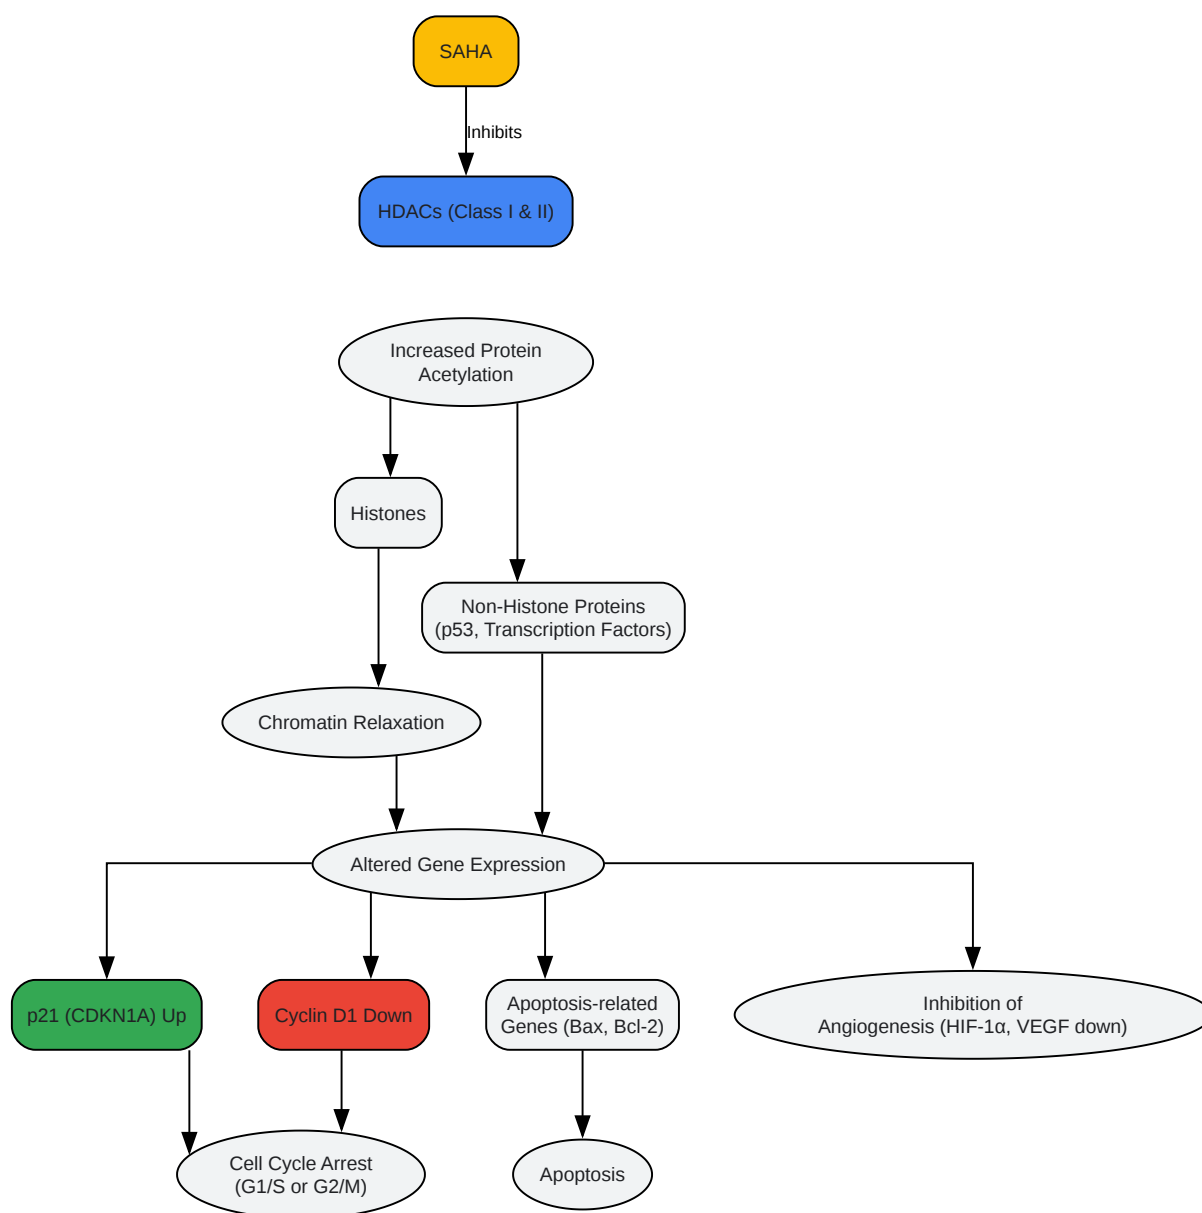 SAHA
Inhibits
HDACs (Class I & II)
Increased Protein
Acetylation
Histones
Non-Histone Proteins
(p53, Transcription Factors)
Chromatin Relaxation
Altered Gene Expression
p21 (CDKN1A) Up
Cyclin D1 Down
Apoptosis-related
Genes (Bax, Bcl-2)
Inhibition of
Angiogenesis (HIF-1α, VEGF down)
Cell Cycle Arrest
(G1/S or G2/M)
Apoptosis